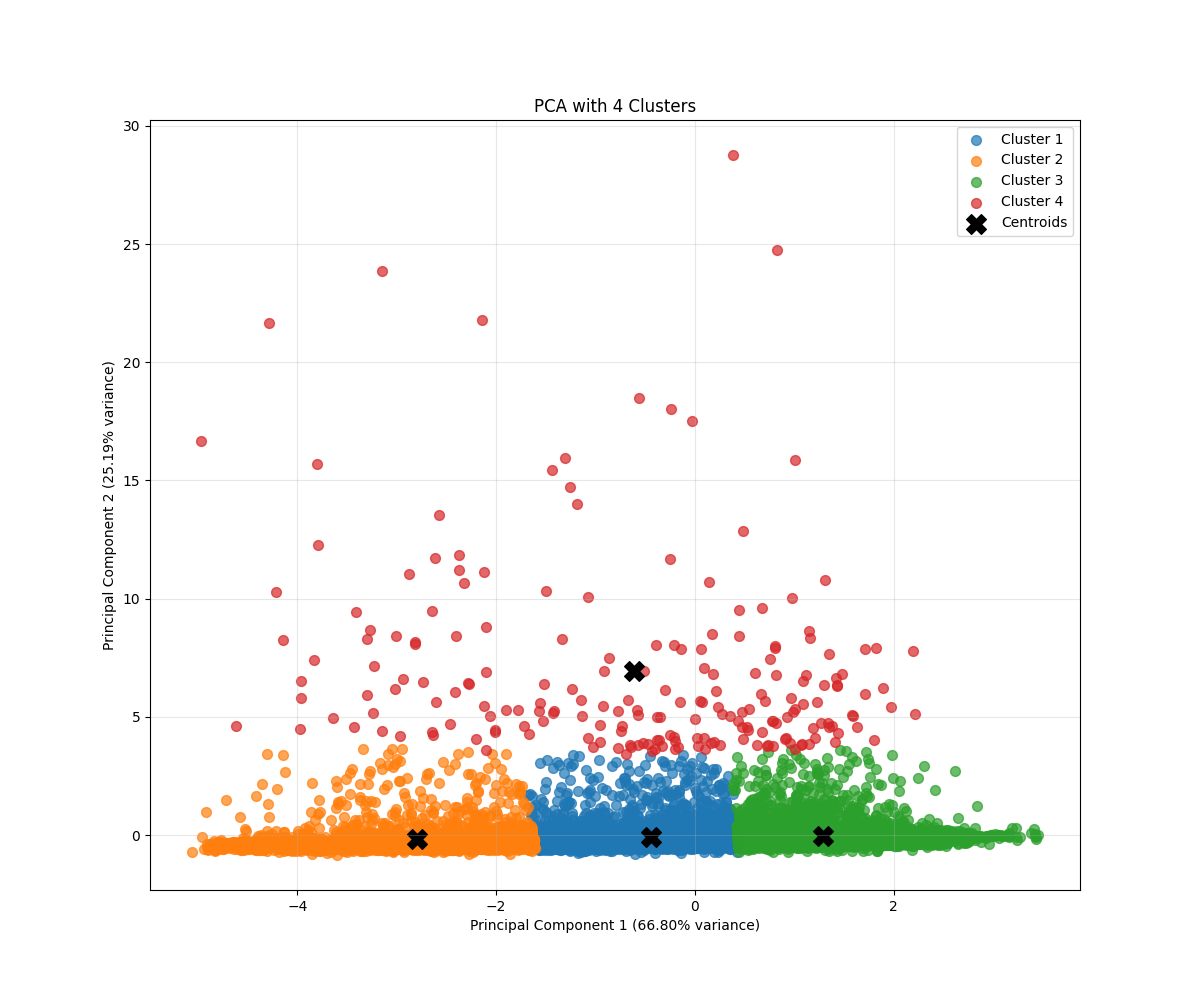 PCA with 4 Clusters
30
25
20
15
10
5
0
Principal Component 2 (25.19% variance)
Cluster 1
Cluster 2
Cluster 3
Cluster 4
Centroids
−4
−2
0
2
Principal Component 1 (66.80% variance)